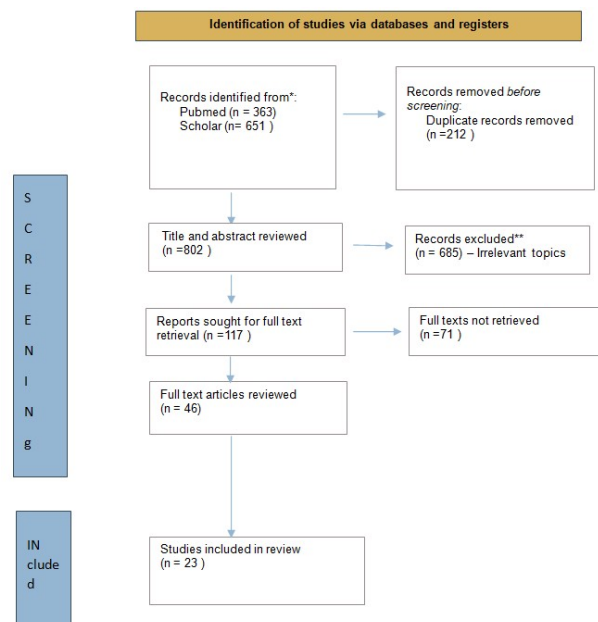 Identification of studies via databases and registers
Records identified from*:
Pubmed (n = 363)
Scholar (n= 651 )
Records removed before
screening:
Duplicate records removed
(n =212 )
S
C
R
E
E
N
I
N
g
Title and abstract reviewed
(n =802 )
Records excluded**
(n = 685) – Irrelevant topics
Reports sought for full text
retrieval (n =117 )
Full texts not retrieved
(n =71 )
Full text articles reviewed
(n = 46)
IN
clude
d
Studies included in review
(n = 23 )